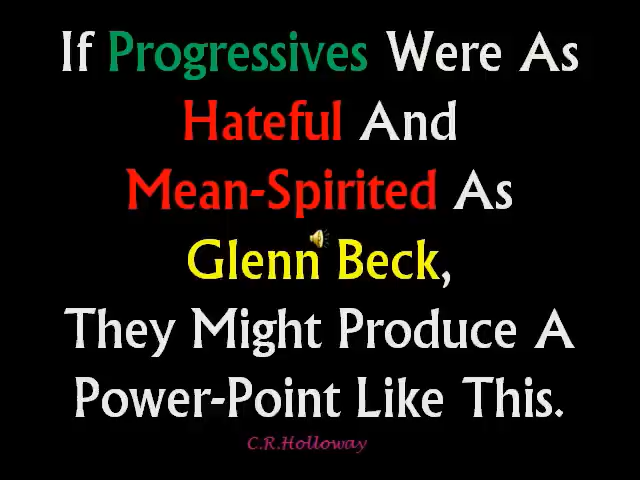 If Progressives Were As
Hateful And
Mean-Spirited As
Glenn Beck,
They Might Produce A
Power-Point Like This.
C.R.Holloway